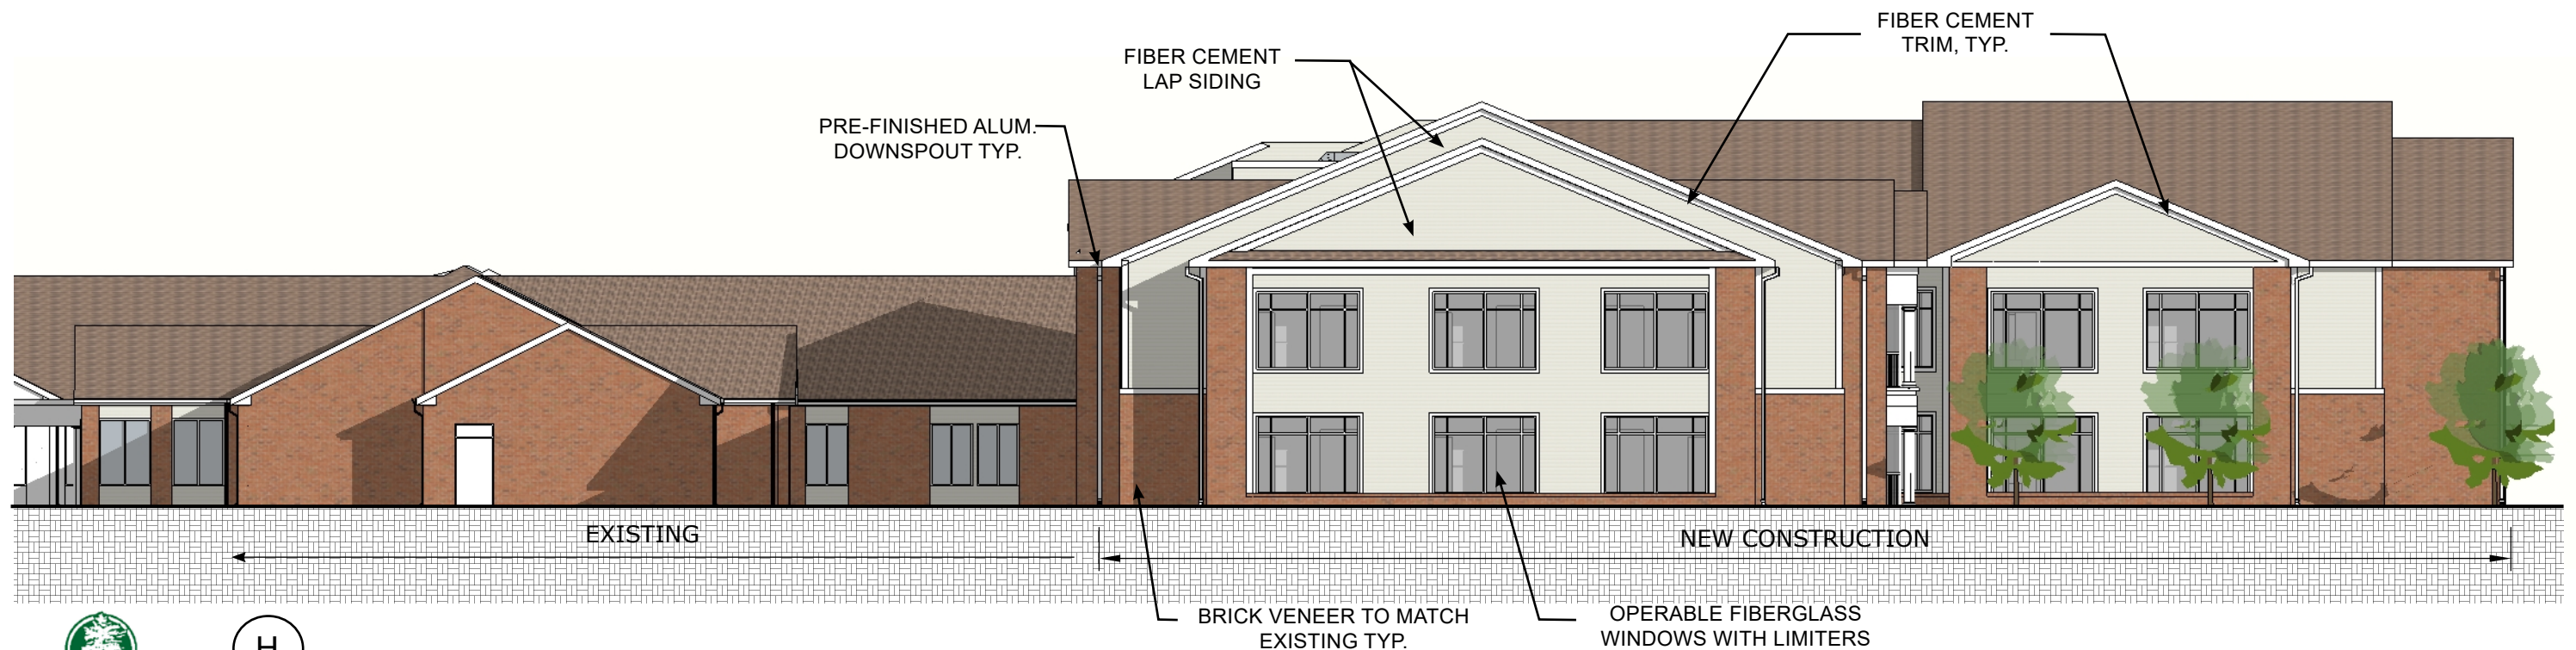 FIBER CEMENT
TRIM, TYP.
FIBER CEMENT
LAP SIDING
PRE-FINISHED ALUM.
DOWNSPOUT TYP.
EXISTING
NEW CONSTRUCTION
BRICK VENEER TO MATCH
EXISTING TYP.
OPERABLE FIBERGLASS
WINDOWS WITH LIMITERS
H